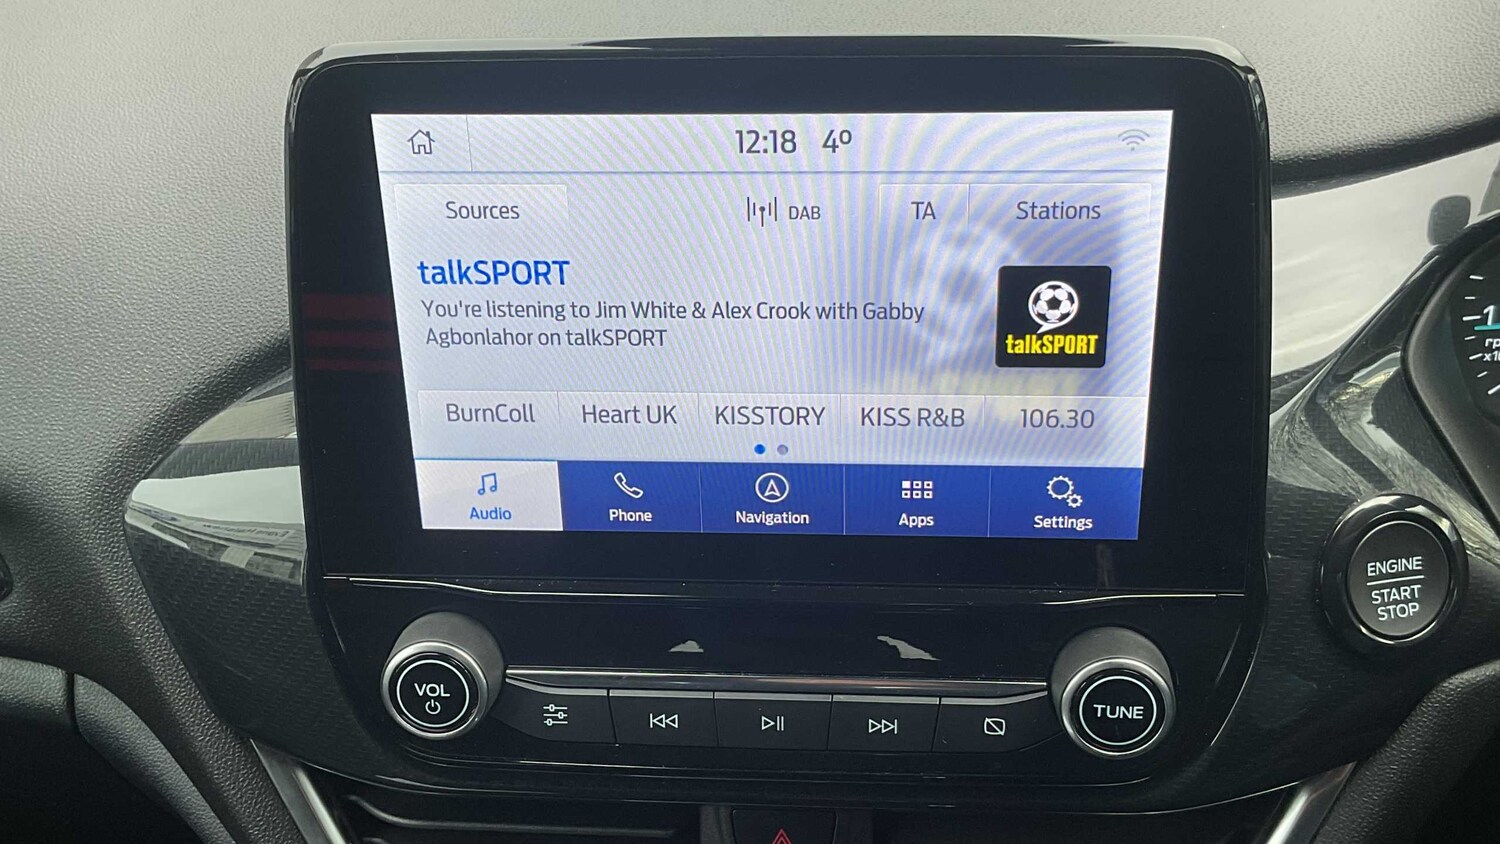 12:18 4º
Sources
DAB
TA
Stations
talkSPORT
You're listening to Jim White & Alex Crook with Gabby
Agbonlahor on talkSPORT
talkSPORT
BurnColl
Heart UK
KISSTORY
KISS R&B
106.30
Audio
Phone
Navigation
Apps
Settings
VOL
TUNE
ENGINE
START
STOP